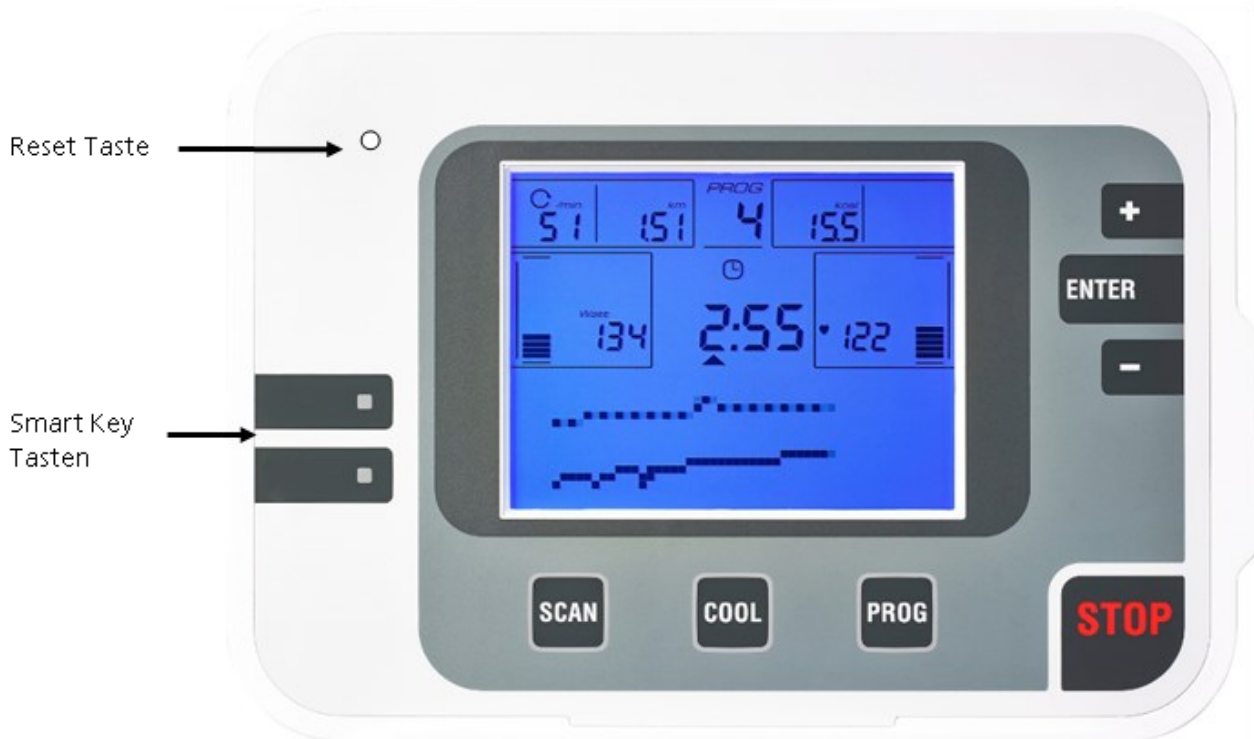 Reset Taste
Smart Key
Tasten
/min
51
km
1.51
PROG
4
kcal
15.5
Watt
134
2:55
122
+
ENTER
-
SCAN
COOL
PROG
STOP